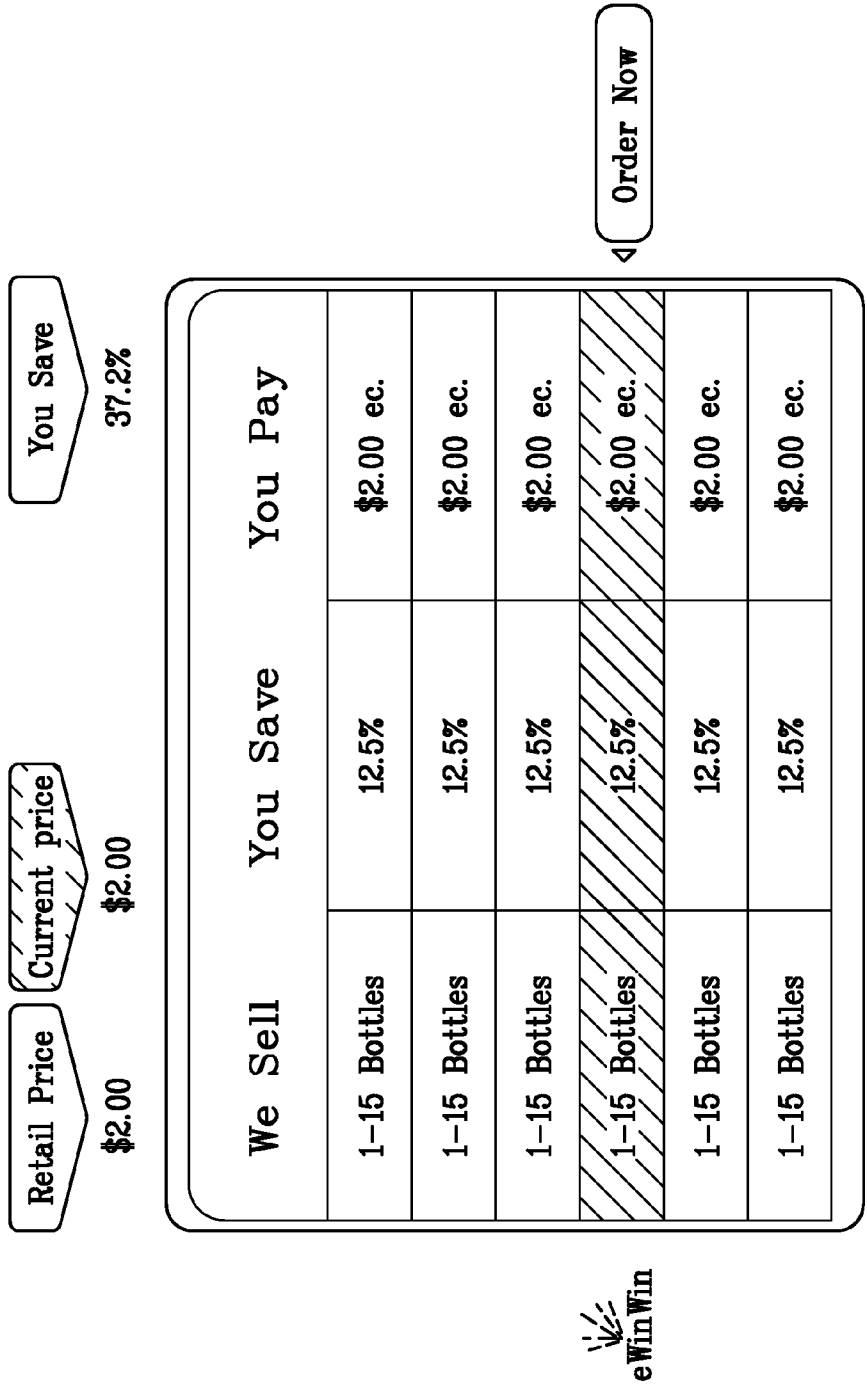 Retail Price Current price You Save
$2.00 $2.00 37.2%
We Sell You Save You Pay
1-15 Bottles 12.5% $2.00 ec.
1-15 Bottles 12.5% $2.00 ec.
1-15 Bottles 12.5% $2.00 ec.
eWinWin 1-15 Bottles 12.5% $2.00 ec. Order Now
1-15 Bottles 12.5% $2.00 ec.
1-15 Bottles 12.5% $2.00 ec.